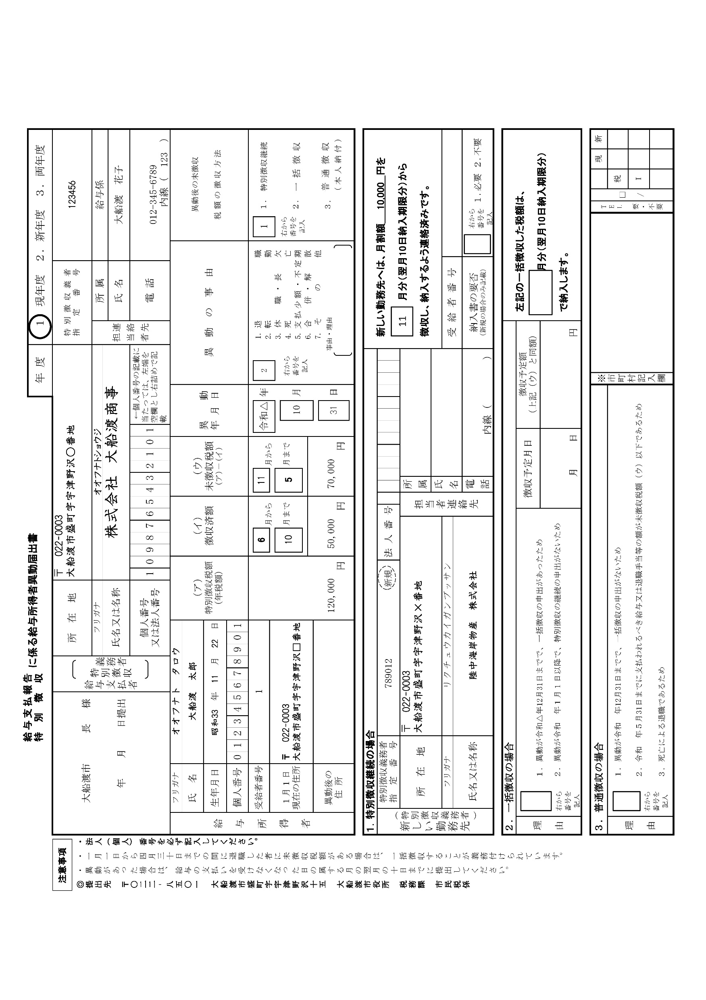 給与支払報告
特別徴収
に係る給与所得者異動届出書
年度
1 現年度 2．新年度 3．両年度
大船渡市長 様
年 月 日提出
給与支払者
（特別徴収義務者）
所在地
〒 022-0003
大船渡市盛町字宇津野沢〇番地
フリガナ
オオフナトショウジ
氏名又は名称
株式会社 大船渡商事
個人番号
又は法人番号
1 0 9 8 7 6 5 4 3 2 1 0 1
←個人番号の記載に
当たっては、左端を
空欄とし右詰めで記
載
特別徴収義務者
指定番号
123456
担当者連絡先
所属
給与係
氏名
大船渡 花子
電話
012-345-6789
内線（ 123 ）
給与所得者
フリガナ
オオフナト タロウ
氏名
大船渡 太郎
生年月日
昭和33 年 11 月 22 日
個人番号
0 1 2 3 4 5 6 7 8 9 0 1
受給者番号
1
1月1日
現在の住所
〒 022-0003
大船渡市盛町字宇津野沢□番地
異動後の
住所
（ア）
特別徴収税額
（年税額）
120,000 円
（イ）
徴収済額
6 月から
10 月まで
50,000 円
（ウ）
未徴収税額
（ア）－（イ）
11 月から
5 月まで
70,000 円
異動
年月日
令和△ 年
10 月
31 日
異動の事由
2
右から
番号を
記入
1. 退職
2. 転勤
3. 休職・長欠
4. 死亡
5. 支払少額・不定期
6. 合併・解散
7. その他
事由・理由
異動後の未徴収
税額の徴収方法
1
右から
番号を
記入
1． 特別徴収継続
2． 一括徴収
3． 普通徴収
（本人納付）
1. 特別徴収継続の場合
新しい勤務先
（特別徴収義務者）
特別徴収義務者
指定番号
789012
（新規）
法人番号
所在地
〒 022-0003
大船渡市盛町字宇津野沢×番地
フリガナ
リクチュウカイガンブッサン
氏名又は名称
陸中海岸物産 株式会社
担当者連絡先
所属
氏名
電話
内線（ ）
新しい勤務先へは、月割額 10,000 円を
11 月分（翌月10日納入期限分）から
徴収し、納入するよう連絡済みです。
受給者番号
納入書の要否
（新規の場合のみ記載）
右から
番号を
記入
1.必要 2.不要
2. 一括徴収の場合
理由
右から
番号を
記入
1．異動が令和△年12月31日までで、一括徴収の申出があったため
2．異動が令和 年1月1日以降で、特別徴収の継続の申出がないため
徴収予定月日
月 日
徴収予定額
（上記（ウ）と同額）
円
左記の一括徴収した税額は、
月分（翌月10日納入期限分）
で納入します。
3. 普通徴収の場合
理由
右から
番号を
記入
1．異動が令和 年12月31日までで、一括徴収の申出がないため
2．令和 年5月31日までに支払われるべき給与又は退職手当等の額が未徴収税額（ウ）以下であるため
3．死亡による退職であるため
※市町村記入欄
TEL
要・不要
□
/
現 新
税
I
注意事項
・法人（個人）番号を必ず記入してください。
・一月一日から四月三十日までの間に退職した者に未徴収税額がある場合は、一括徴収することが義務付けられています。
・異動があった場合は、給与の支払いを受けなくなった日の属する月の翌月の十日までに提出してください。
◎提出先 〒〇二二‐八五〇一 大船渡市盛町字宇津野沢十五 大船渡市役所 税務課 市民税係